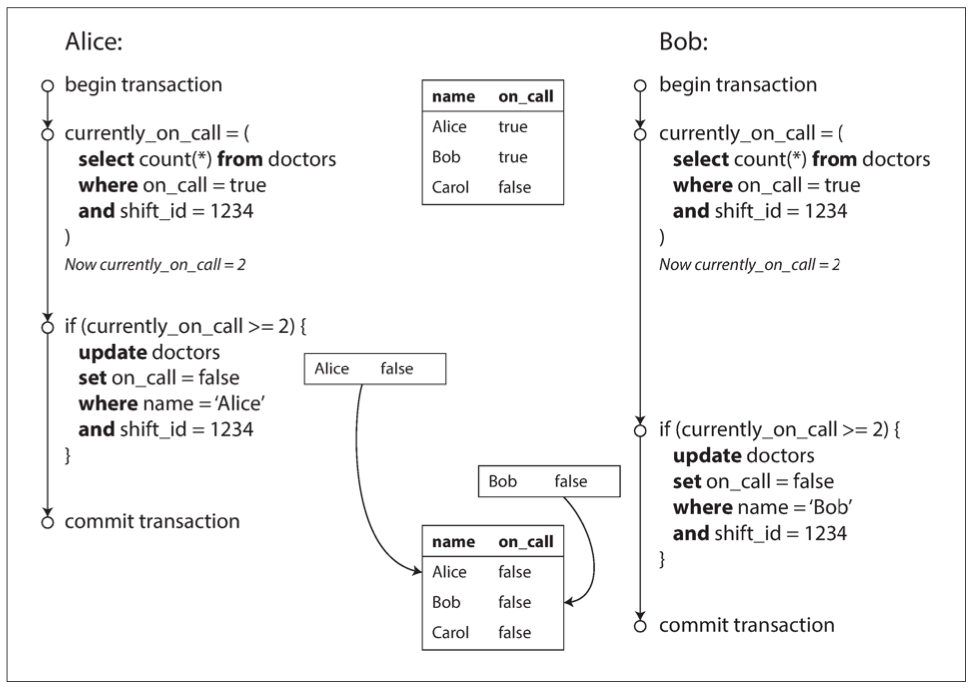 Alice:
begin transaction
currently_on_call = (
select count(*) from doctors
where on_call = true
and shift_id = 1234
)
Now currently_on_call = 2
if (currently_on_call >= 2) {
update doctors
set on_call = false
where name = ‘Alice’
and shift_id = 1234
}
commit transaction
name on_call
Alice true
Bob true
Carol false
Alice false
Bob false
name on_call
Alice false
Bob false
Carol false
Bob:
begin transaction
currently_on_call = (
select count(*) from doctors
where on_call = true
and shift_id = 1234
)
Now currently_on_call = 2
if (currently_on_call >= 2) {
update doctors
set on_call = false
where name = ‘Bob’
and shift_id = 1234
}
commit transaction